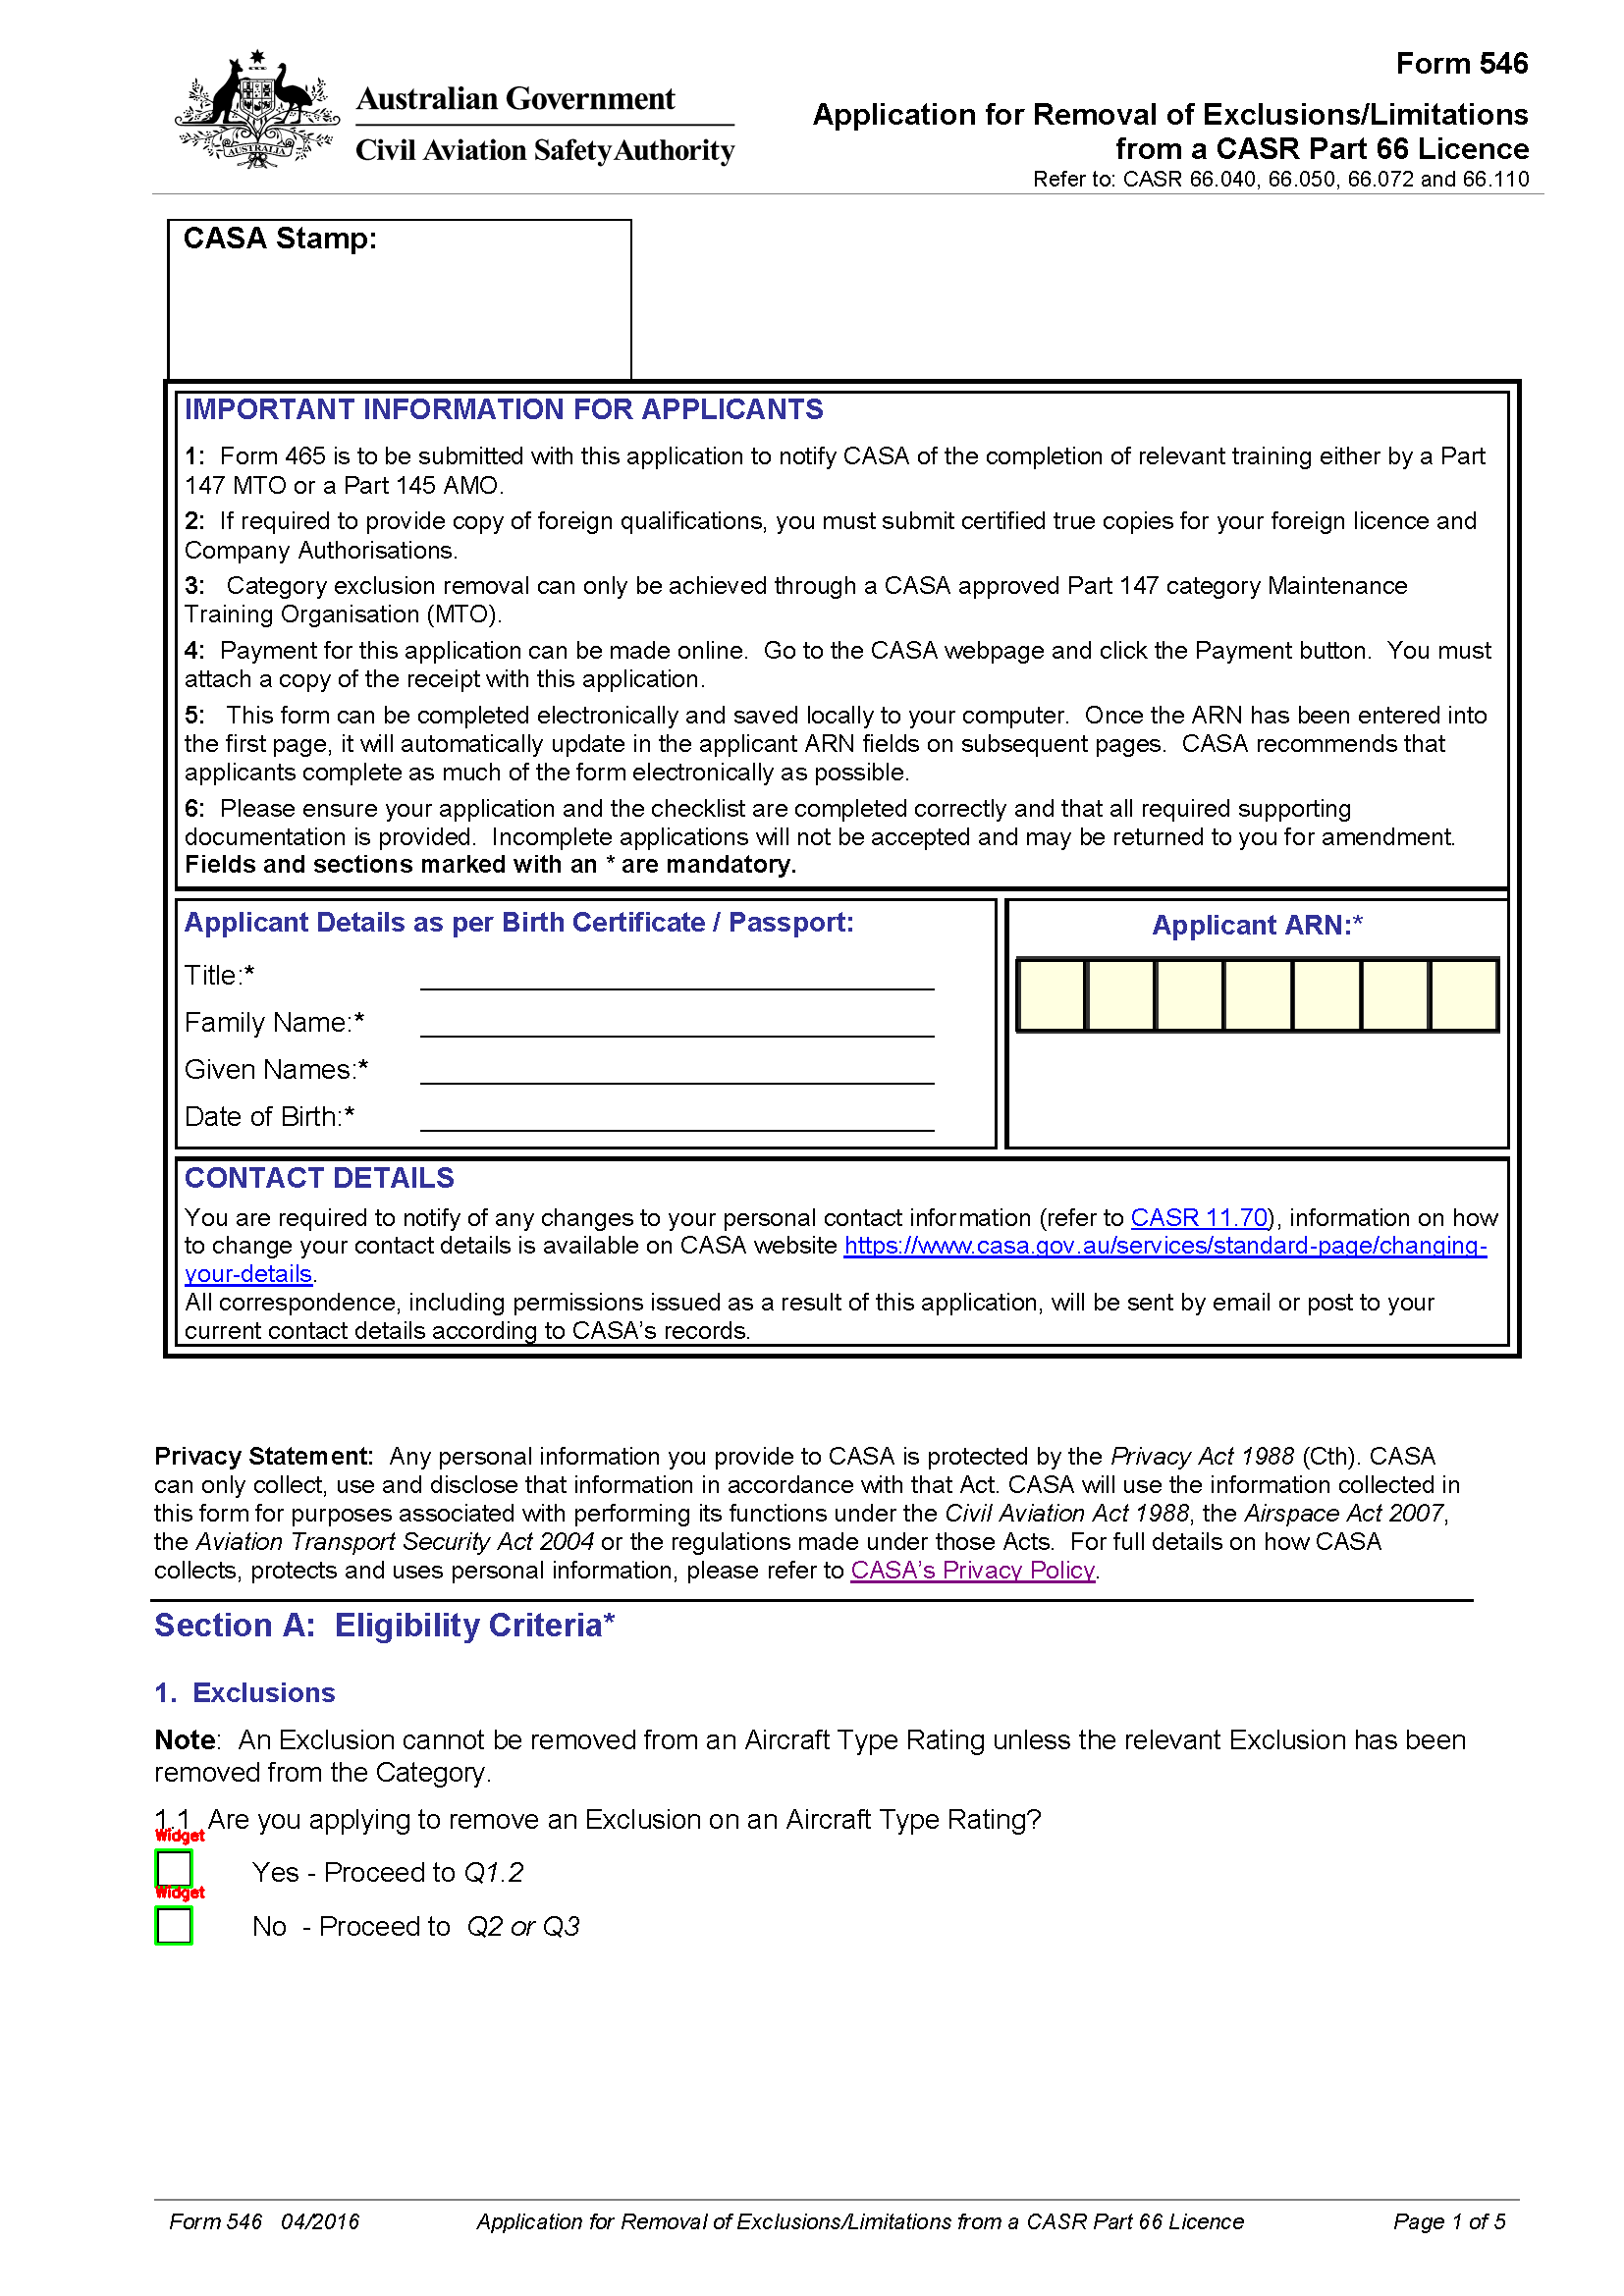 Form 546
Australian Government
Civil Aviation Safety Authority
AUSTRALIA
Application for Removal of Exclusions/Limitations
from a CASR Part 66 Licence
Refer to: CASR 66.040, 66.050, 66.072 and 66.110
CASA Stamp:
IMPORTANT INFORMATION FOR APPLICANTS
1: Form 465 is to be submitted with this application to notify CASA of the completion of relevant training either by a Part
147 MTO or a Part 145 AMO.
2: If required to provide copy of foreign qualifications, you must submit certified true copies for your foreign licence and
Company Authorisations.
3: Category exclusion removal can only be achieved through a CASA approved Part 147 category Maintenance
Training Organisation (MTO).
4: Payment for this application can be made online. Go to the CASA webpage and click the Payment button. You must
attach a copy of the receipt with this application.
5: This form can be completed electronically and saved locally to your computer. Once the ARN has been entered into
the first page, it will automatically update in the applicant ARN fields on subsequent pages. CASA recommends that
applicants complete as much of the form electronically as possible.
6: Please ensure your application and the checklist are completed correctly and that all required supporting
documentation is provided. Incomplete applications will not be accepted and may be returned to you for amendment.
Fields and sections marked with an * are mandatory.
Applicant Details as per Birth Certificate / Passport:
Title:*
Family Name:*
Given Names:*
Date of Birth:*
Applicant ARN:*
CONTACT DETAILS
You are required to notify of any changes to your personal contact information (refer to CASR 11.70), information on how
to change your contact details is available on CASA website https://www.casa.gov.au/services/standard-page/changing-
your-details.
All correspondence, including permissions issued as a result of this application, will be sent by email or post to your
current contact details according to CASA's records.
Privacy Statement: Any personal information you provide to CASA is protected by the Privacy Act 1988 (Cth). CASA
can only collect, use and disclose that information in accordance with that Act. CASA will use the information collected in
this form for purposes associated with performing its functions under the Civil Aviation Act 1988, the Airspace Act 2007,
the Aviation Transport Security Act 2004 or the regulations made under those Acts. For full details on how CASA
collects, protects and uses personal information, please refer to CASA's Privacy Policy.
Section A: Eligibility Criteria*
1. Exclusions
Note: An Exclusion cannot be removed from an Aircraft Type Rating unless the relevant Exclusion has been
removed from the Category.
1.1 Are you applying to remove an Exclusion on an Aircraft Type Rating?
Widget
Yes - Proceed to Q1.2
Widget
No - Proceed to Q2 or Q3
Form 546 04/2016 Application for Removal of Exclusions/Limitations from a CASR Part 66 Licence Page 1 of 5